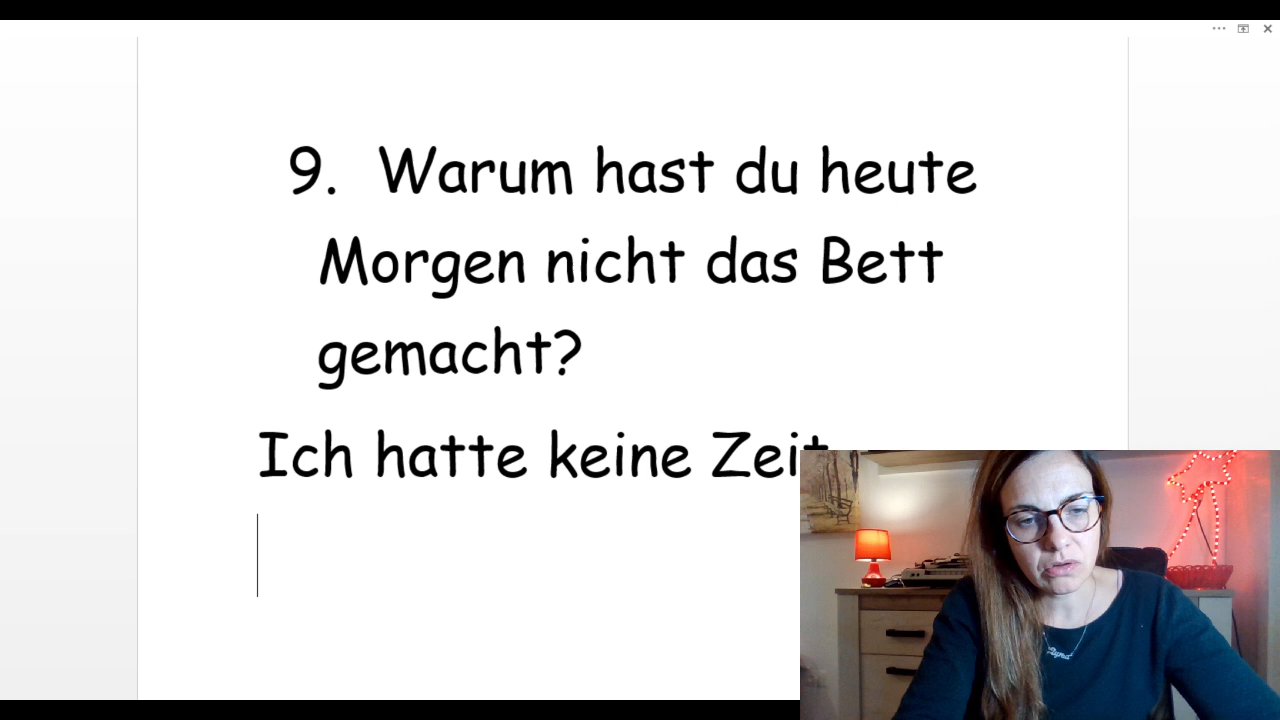 9. Warum hast du heute
Morgen nicht das Bett
gemacht?
Ich hatte keine Zeit